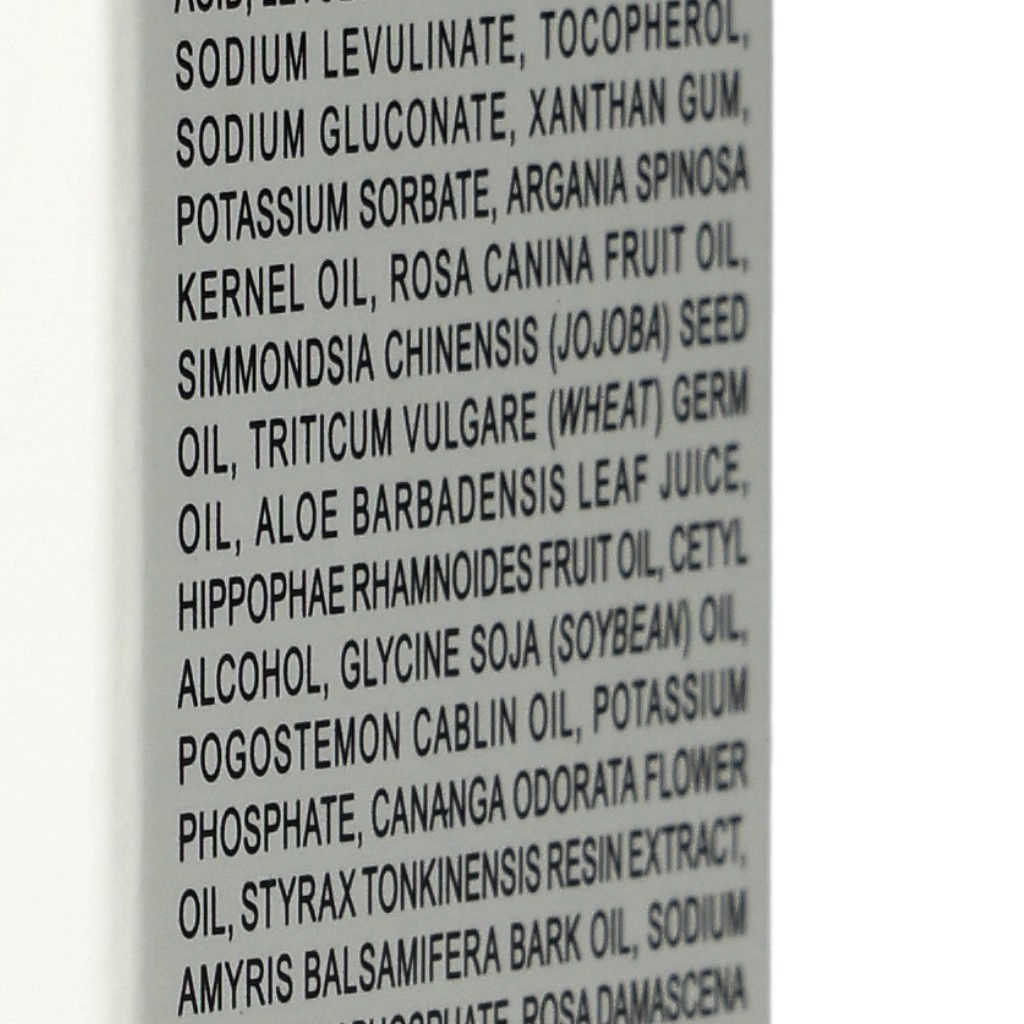 SODIUM LEVULINATE, TOCOPHEROL,
SODIUM GLUCONATE, XANTHAN GUM,
POTASSIUM SORBATE, ARGANIA SPINOSA
KERNEL OIL, ROSA CANINA FRUIT OIL,
SIMMONDSIA CHINENSIS (JOJOBA) SEED
OIL, TRITICUM VULGARE (WHEAT) GERM
OIL, ALOE BARBADENSIS LEAF JUICE,
HIPPOPHAE RHAMNOIDES FRUIT OIL, CETYL
ALCOHOL, GLYCINE SOJA (SOYBEAN) OIL,
POGOSTEMON CABLIN OIL, POTASSIUM
PHOSPHATE, CANANGA ODORATA FLOWER
OIL, STYRAX TONKINENSIS RESIN EXTRACT,
AMYRIS BALSAMIFERA BARK OIL, SODIUM
ROSA DAMASCENA